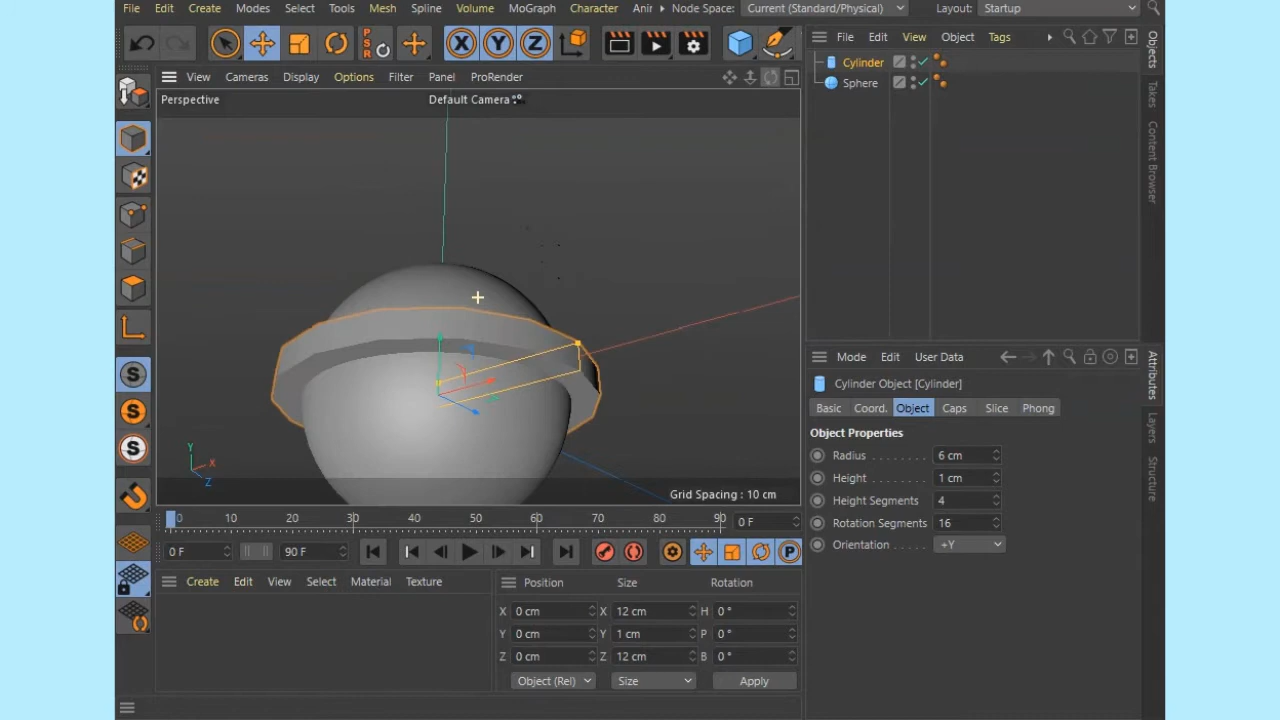 File Edit Create Modes Select Tools Mesh Spline Volume MoGraph Character Ani Node Space: Current (Standard/Physical) Layout: Startup
X Y Z
PSR
File Edit View Object Tags
View Cameras Display Options Filter Panel ProRender
Perspective
Default Camera
Cylinder
Sphere
Objects
Takes
Content Browser
Y
X
Z
Grid Spacing : 10 cm
S
S
S
Mode Edit User Data
Cylinder Object [Cylinder]
Basic Coord. Object Caps Slice Phong
Object Properties
Radius . . . . . . . . 6 cm
Height . . . . . . . . 1 cm
Height Segments 4
Rotation Segments 16
Orientation . . . . . +Y
Attributes
Layers
Structure
0 10 20 30 40 50 60 70 80 90 0 F
0 F 90 F P
Create Edit View Select Material Texture
Position Size Rotation
X 0 cm X 12 cm H 0 °
Y 0 cm Y 1 cm P 0 °
Z 0 cm Z 12 cm B 0 °
Object (Rel) Size Apply